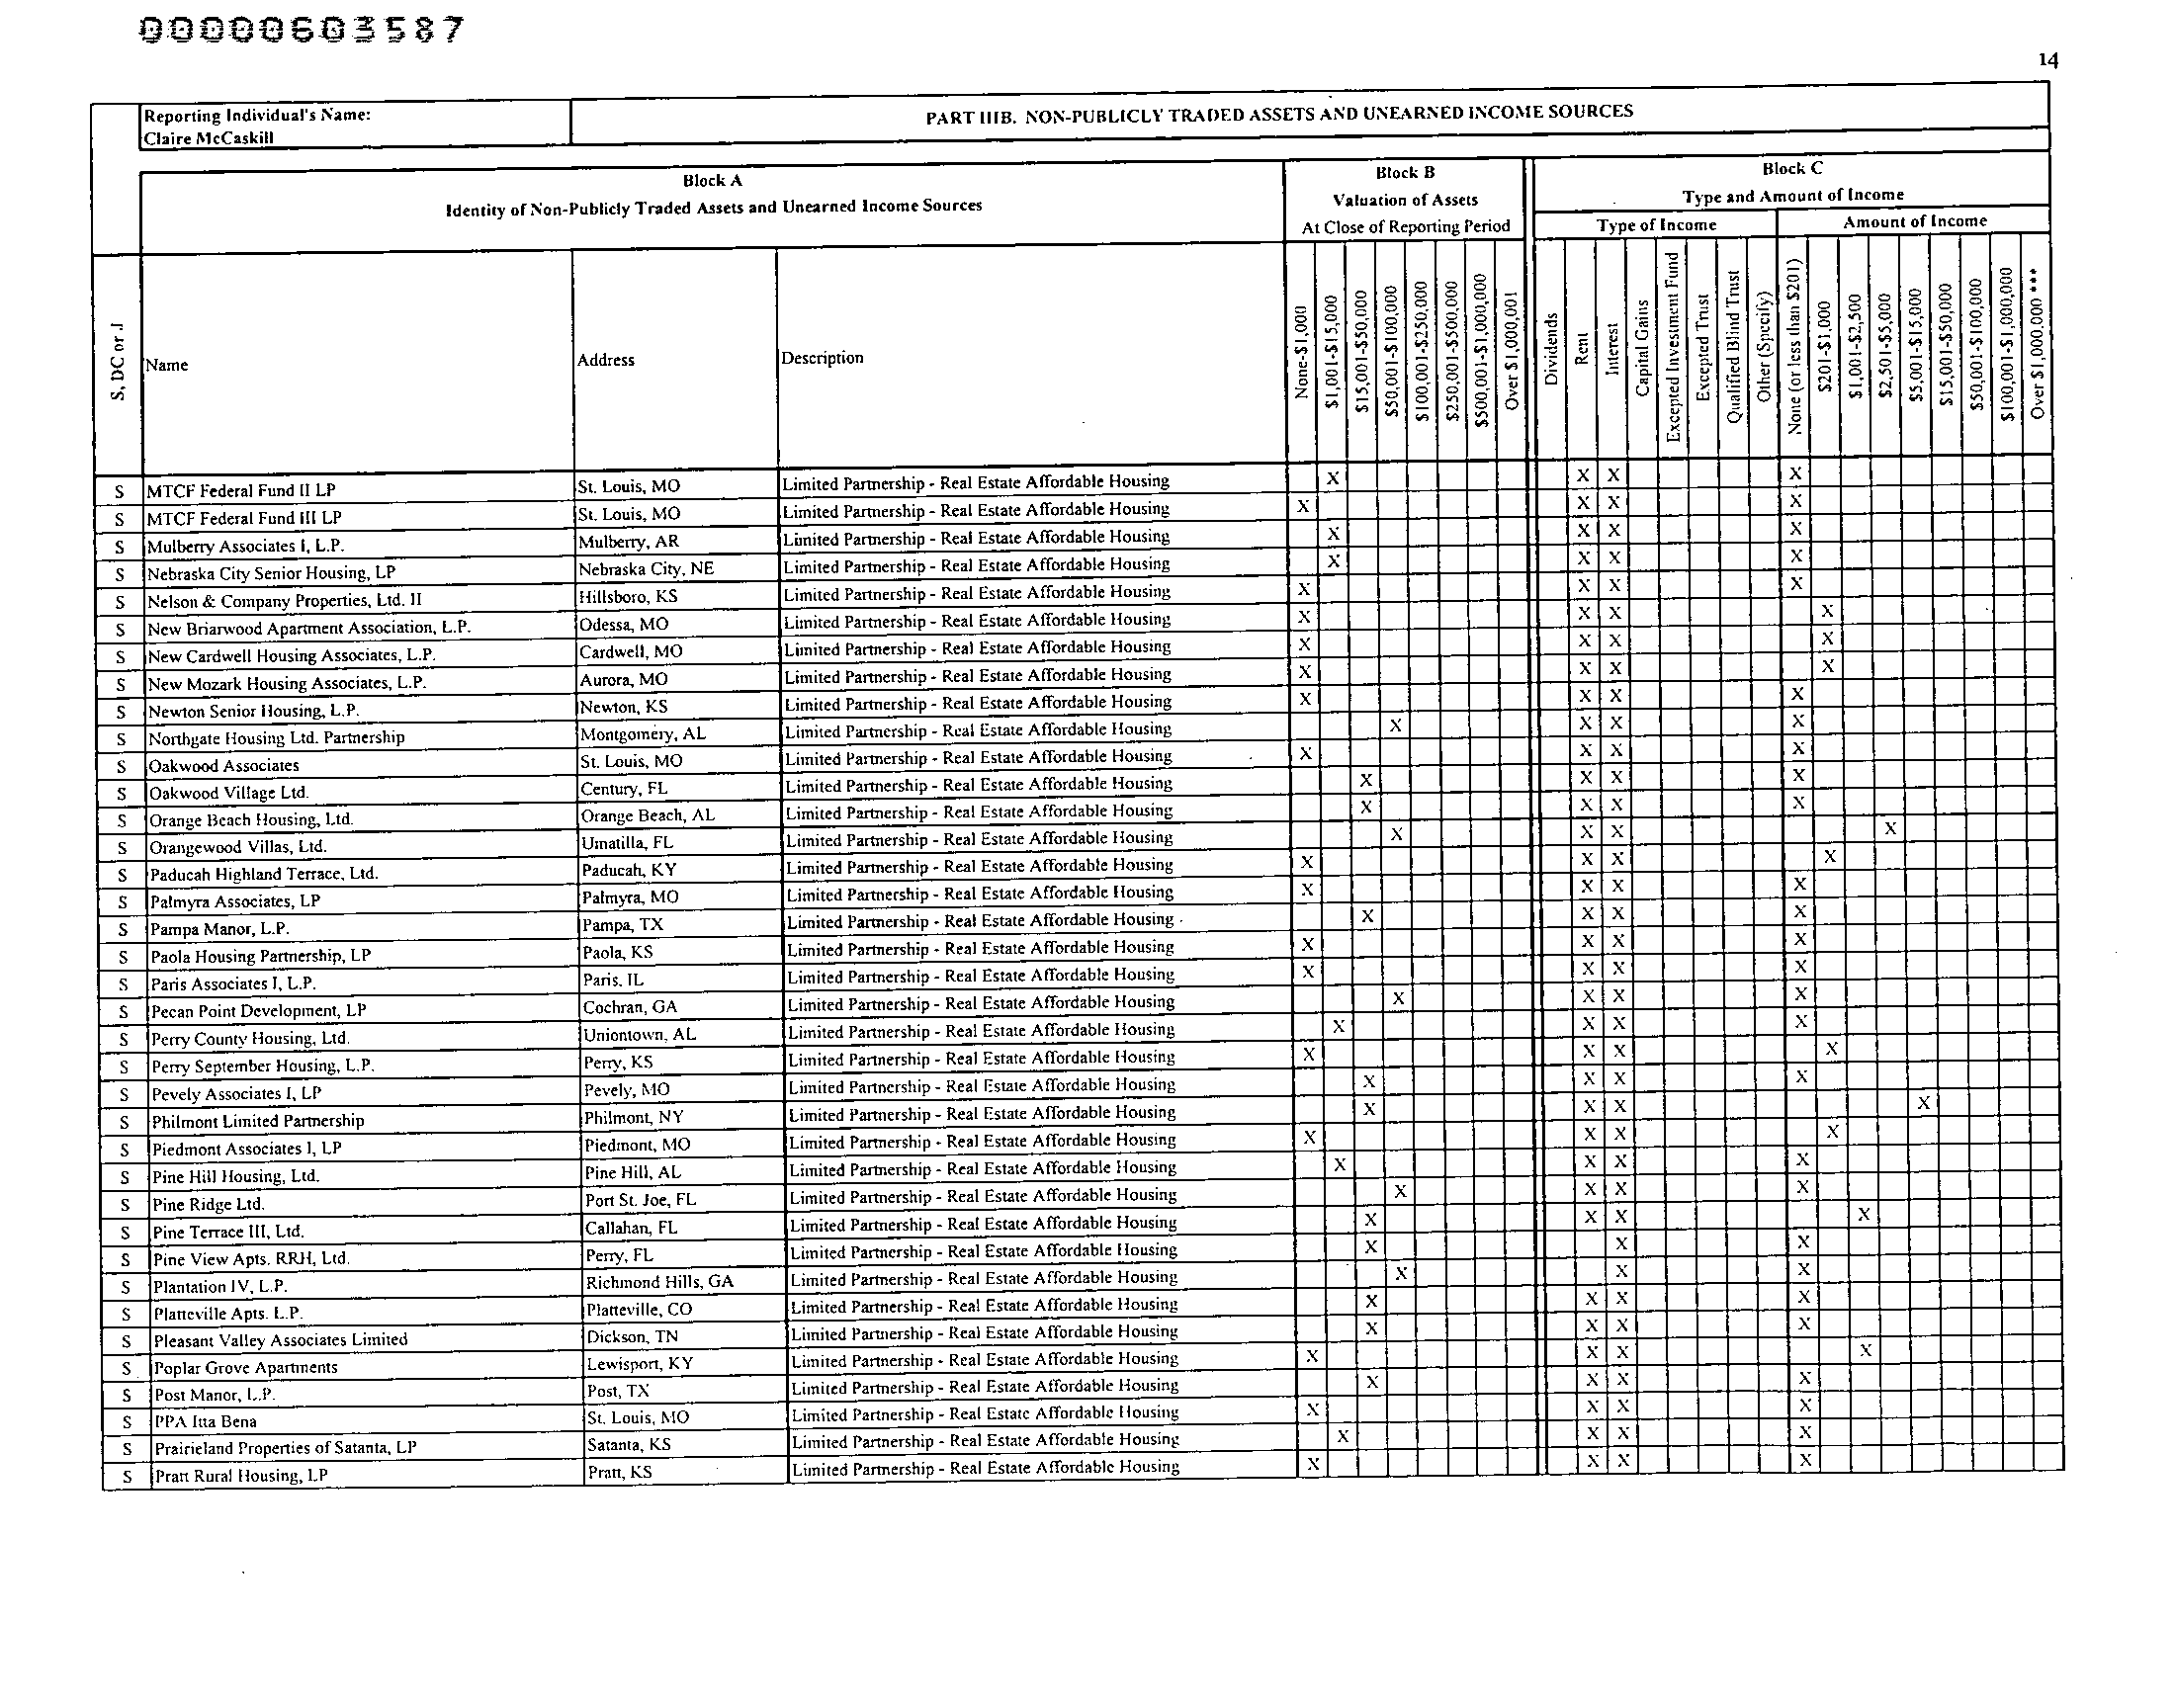 00000603587
14
Reporting Individual's Name:
Claire McCaskill
PART IIIB. NON-PUBLICLY TRADED ASSETS AND UNEARNED INCOME SOURCES
Block A
Identity of Non-Publicly Traded Assets and Unearned Income Sources
Block B
Valuation of Assets
At Close of Reporting Period
Block C
Type and Amount of Income
Type of Income
Amount of Income
S, DC or J
Name
Address
Description
None-$1,000
$1,001-$15,000
$15,001-$50,000
$50,001-$100,000
$100,001-$250,000
$250,001-$500,000
$500,001-$1,000,000
Over $1,000,001
Dividends
Rent
Interest
Capital Gains
Excepted Investment Fund
Excepted Trust
Qualified Blind Trust
Other (Specify)
None (or less than $201)
$201-$1,000
$1,001-$2,500
$2,501-$5,000
$5,001-$15,000
$15,001-$50,000
$50,001-$100,000
$100,001-$1,000,000
Over $1,000,000 ***
S MTCF Federal Fund II LP St. Louis, MO Limited Partnership - Real Estate Affordable Housing X X X X
S MTCF Federal Fund III LP St. Louis, MO Limited Partnership - Real Estate Affordable Housing X X X X
S Mulberry Associates I, L.P. Mulberry, AR Limited Partnership - Real Estate Affordable Housing X X X X
S Nebraska City Senior Housing, LP Nebraska City, NE Limited Partnership - Real Estate Affordable Housing X X X X
S Nelson & Company Properties, Ltd. II Hillsboro, KS Limited Partnership - Real Estate Affordable Housing X X X X
S New Briarwood Apartment Association, L.P. Odessa, MO Limited Partnership - Real Estate Affordable Housing X X X X
S New Cardwell Housing Associates, L.P. Cardwell, MO Limited Partnership - Real Estate Affordable Housing X X X X
S New Mozark Housing Associates, L.P. Aurora, MO Limited Partnership - Real Estate Affordable Housing X X X X
S Newton Senior Housing, L.P. Newton, KS Limited Partnership - Real Estate Affordable Housing X X X X
S Northgate Housing Ltd. Partnership Montgomery, AL Limited Partnership - Real Estate Affordable Housing X X X X
S Oakwood Associates St. Louis, MO Limited Partnership - Real Estate Affordable Housing X X X X
S Oakwood Village Ltd. Century, FL Limited Partnership - Real Estate Affordable Housing X X X X
S Orange Beach Housing, Ltd. Orange Beach, AL Limited Partnership - Real Estate Affordable Housing X X X X
S Orangewood Villas, Ltd. Umatilla, FL Limited Partnership - Real Estate Affordable Housing X X X X
S Paducah Highland Terrace, Ltd. Paducah, KY Limited Partnership - Real Estate Affordable Housing X X X X
S Palmyra Associates, LP Palmyra, MO Limited Partnership - Real Estate Affordable Housing X X X X
S Pampa Manor, L.P. Pampa, TX Limited Partnership - Real Estate Affordable Housing X X X X
S Paola Housing Partnership, LP Paola, KS Limited Partnership - Real Estate Affordable Housing X X X X
S Paris Associates I, L.P. Paris, IL Limited Partnership - Real Estate Affordable Housing X X X X
S Pecan Point Development, LP Cochran, GA Limited Partnership - Real Estate Affordable Housing X X X X
S Perry County Housing, Ltd. Uniontown, AL Limited Partnership - Real Estate Affordable Housing X X X X
S Perry September Housing, L.P. Perry, KS Limited Partnership - Real Estate Affordable Housing X X X X
S Pevely Associates I, LP Pevely, MO Limited Partnership - Real Estate Affordable Housing X X X X
S Philmont Limited Partnership Philmont, NY Limited Partnership - Real Estate Affordable Housing X X X X
S Piedmont Associates I, LP Piedmont, MO Limited Partnership - Real Estate Affordable Housing X X X X
S Pine Hill Housing, Ltd. Pine Hill, AL Limited Partnership - Real Estate Affordable Housing X X X X
S Pine Ridge Ltd. Port St. Joe, FL Limited Partnership - Real Estate Affordable Housing X X X X
S Pine Terrace III, Ltd. Callahan, FL Limited Partnership - Real Estate Affordable Housing X X X X
S Pine View Apts. RRH, Ltd. Perry, FL Limited Partnership - Real Estate Affordable Housing X X X
S Plantation IV, L.P. Richmond Hills, GA Limited Partnership - Real Estate Affordable Housing X X X
S Platteville Apts. L.P. Platteville, CO Limited Partnership - Real Estate Affordable Housing X X X X
S Pleasant Valley Associates Limited Dickson, TN Limited Partnership - Real Estate Affordable Housing X X X X
S Poplar Grove Apartments Lewisport, KY Limited Partnership - Real Estate Affordable Housing X X X X
S Post Manor, L.P. Post, TX Limited Partnership - Real Estate Affordable Housing X X X X
S PPA Itta Bena St. Louis, MO Limited Partnership - Real Estate Affordable Housing X X X X
S Prairieland Properties of Satanta, LP Satanta, KS Limited Partnership - Real Estate Affordable Housing X X X X
S Pratt Rural Housing, LP Pratt, KS Limited Partnership - Real Estate Affordable Housing X X X X